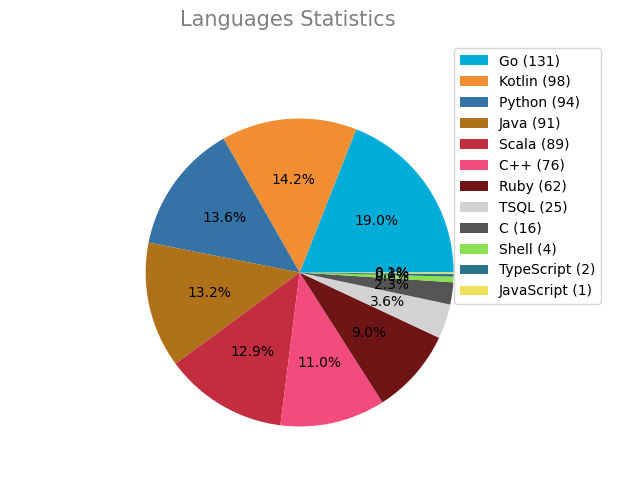 Languages Statistics
Go (131)
Kotlin (98)
Python (94)
Java (91)
Scala (89)
C++ (76)
Ruby (62)
TSQL (25)
C (16)
Shell (4)
TypeScript (2)
JavaScript (1)
14.2%
19.0%
13.6%
13.2%
12.9%
11.0%
9.0%
3.6%
2.3%